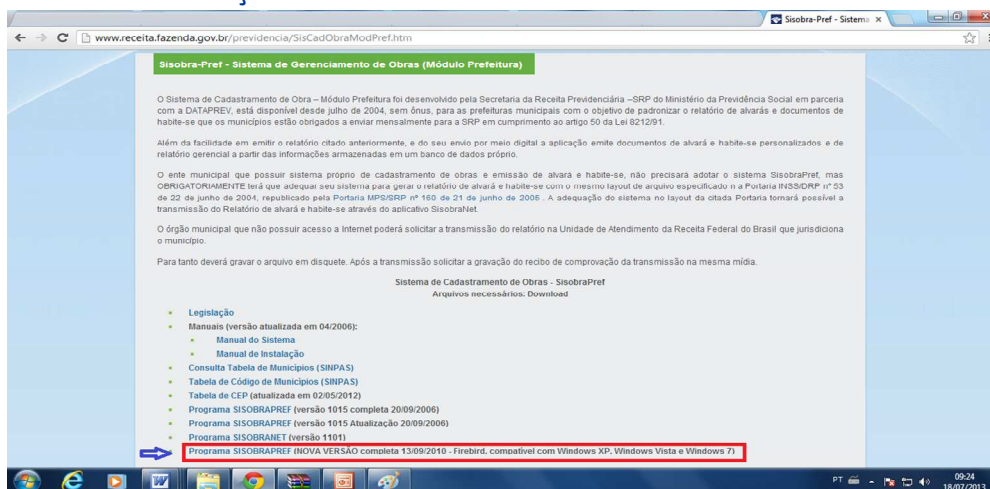 Sisobra-Pref - Sistema
www.receita.fazenda.gov.br/previdencia/SisCadObraModPref.htm
Sisobra-Pref - Sistema de Gerenciamento de Obras (Módulo Prefeitura)
O Sistema de Cadastramento de Obra – Módulo Prefeitura foi desenvolvido pela Secretaria da Receita Previdenciária –SRP do Ministério da Previdência Social em parceria
com a DATAPREV, está disponível desde julho de 2004, sem ônus, para as prefeituras municipais com o objetivo de padronizar o relatório de alvarás e documentos de
habite-se que os municípios estão obrigados a enviar mensalmente para a SRP em cumprimento ao artigo 50 da Lei 8212/91.
Além da facilidade em emitir o relatório citado anteriormente, e do seu envio por meio digital a aplicação emite documentos de alvará e habite-se personalizados e de
relatório gerencial a partir das informações armazenadas em um banco de dados próprio.
O ente municipal que possuir sistema próprio de cadastramento de obras e emissão de habite-se, não precisará adotar o sistema SisobraPref, mas
OBRIGATORIAMENTE terá que adequar seu sistema para gerar o relatório de alvará e habite-se com o mesmo layout de arquivo especificado n a Portaria INSS/DRP nº 53
de 22 de junho de 2004, republicado pela Portaria MPS/SRP nº 160 de 21 de junho de 2005 . A adequação do sistema no layout da citada Portaria tornará possível a
transmissão do Relatório de alvará e habite-se através do aplicativo SisobraNet.
O órgão municipal que não possuir acesso a Internet poderá solicitar a transmissão do relatório na Unidade de Atendimento da Receita Federal do Brasil que jurisdiciona
o município.
Para tanto deverá gravar o arquivo em disquete. Após a transmissão solicitar a gravação do recibo de comprovação da transmissão na mesma mídia.
Sistema de Cadastramento de Obras - SisobraPref
Arquivos necessários: Download
Legislação
Manuais (versão atualizada em 04/2006):
Manual do Sistema
Manual de Instalação
Consulta Tabela de Municípios (SINPAS)
Tabela de Código de Municípios (SINPAS)
Tabela de CEP (atualizada em 02/05/2012)
Programa SISOBRAPREF (versão 1015 completa 20/09/2006)
Programa SISOBRAPREF (versão 1015 Atualização 20/09/2006)
Programa SISOBRANET (versão 1101)
Programa SISOBRAPREF (NOVA VERSÃO completa 13/09/2010 - Firebird, compatível com Windows XP, Windows Vista e Windows 7)
PT
09:24
18/07/2013